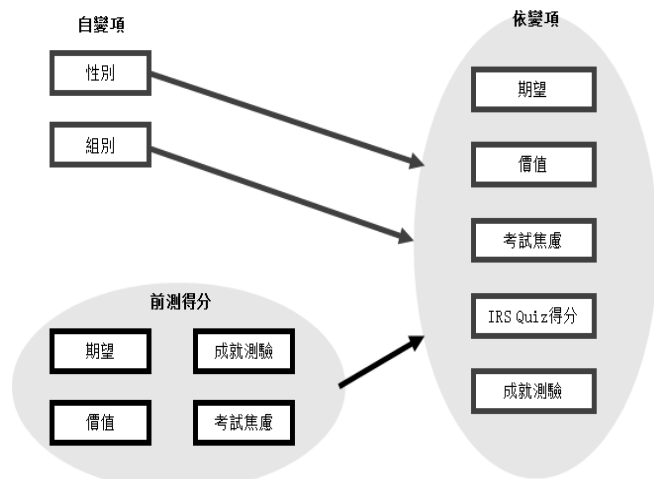 自變項
性別
組別
依變項
期望
價值
考試焦慮
IRS Quiz得分
成就測驗
前測得分
期望
成就測驗
價值
考試焦慮